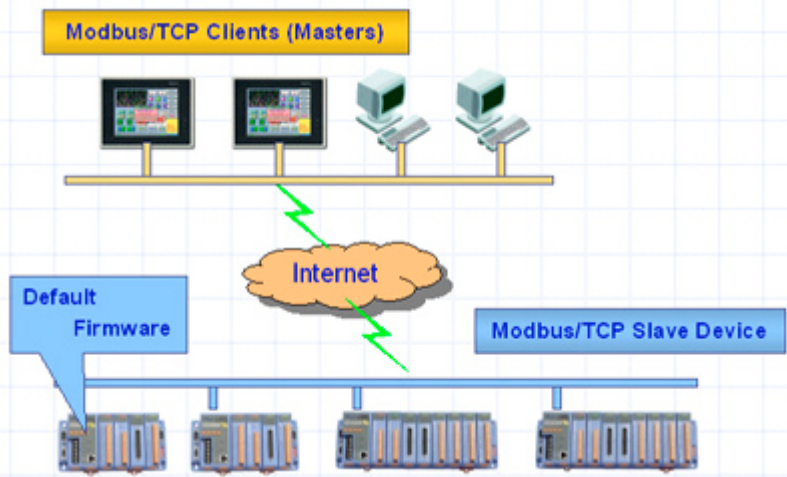 Modbus/TCP Clients (Masters)
Internet
Default
Firmware
Modbus/TCP Slave Device